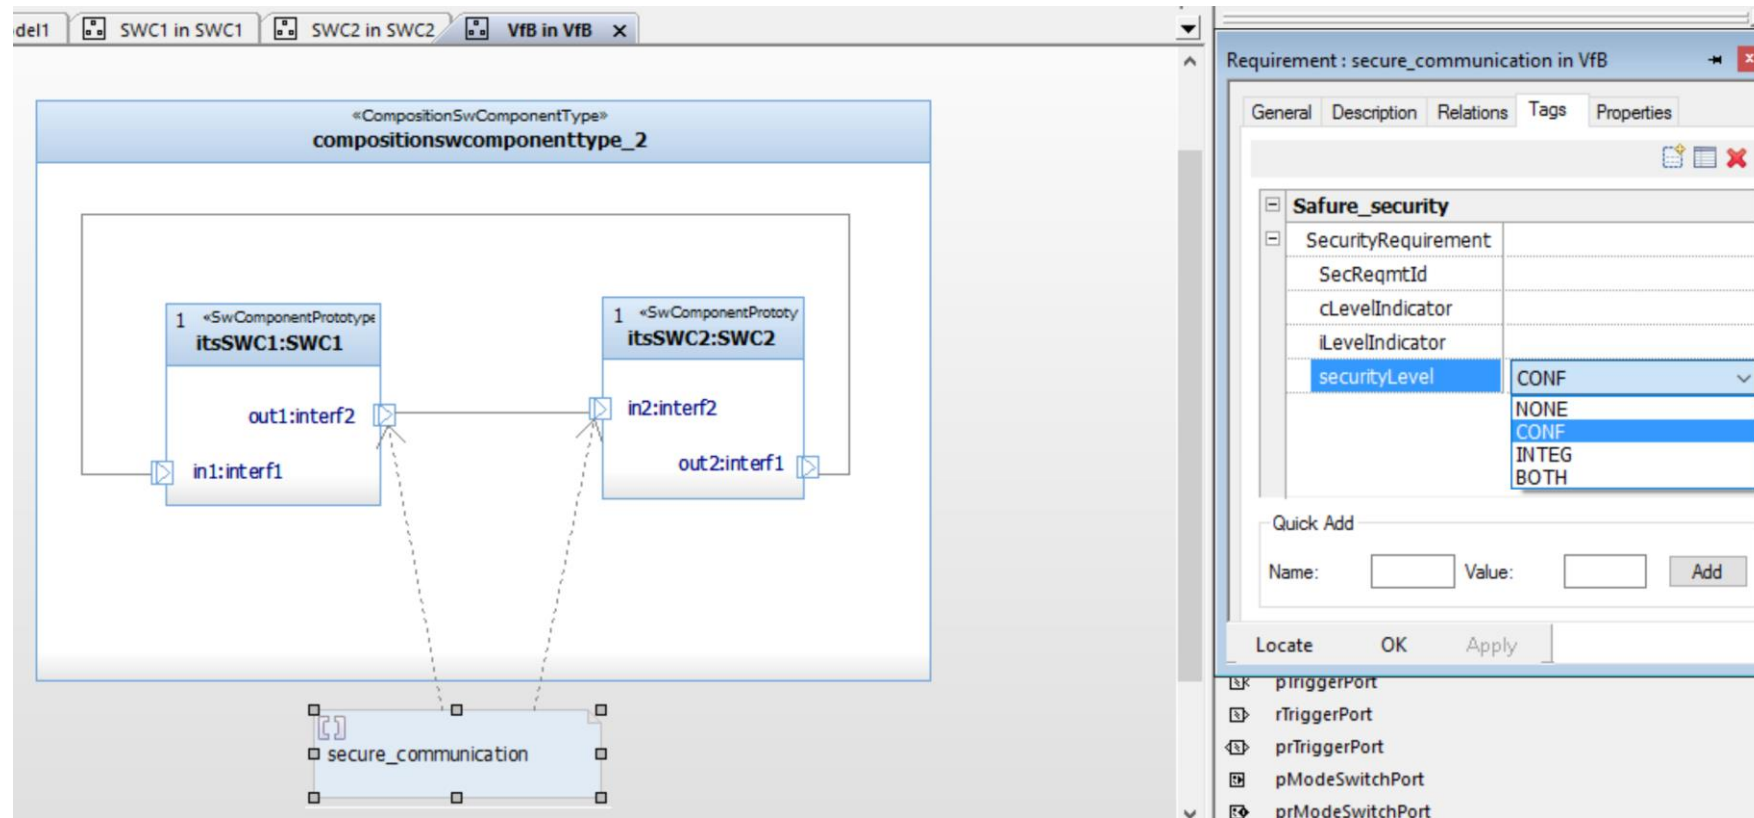 del1 SWC1 in SWC1 SWC2 in SWC2 VfB in VfB
«CompositionSwComponentType»
compositionswcomponenttype_2
1 «SwComponentPrototype
itsSWC1:SWC1
out1:interf2
in1:interf1
1 «SwComponentPrototy
itsSWC2:SWC2
in2:interf2
out2:interf1
secure_communication
Requirement : secure_communication in VfB
General Description Relations Tags Properties
Safure_security
SecurityRequirement
SecReqmtId
cLevelIndicator
iLevelIndicator
securityLevel CONF
NONE
CONF
INTEG
BOTH
Quick Add
Name: Value: Add
Locate OK Apply
pTriggerPort
rTriggerPort
prTriggerPort
pModeSwitchPort
prModeSwitchPort